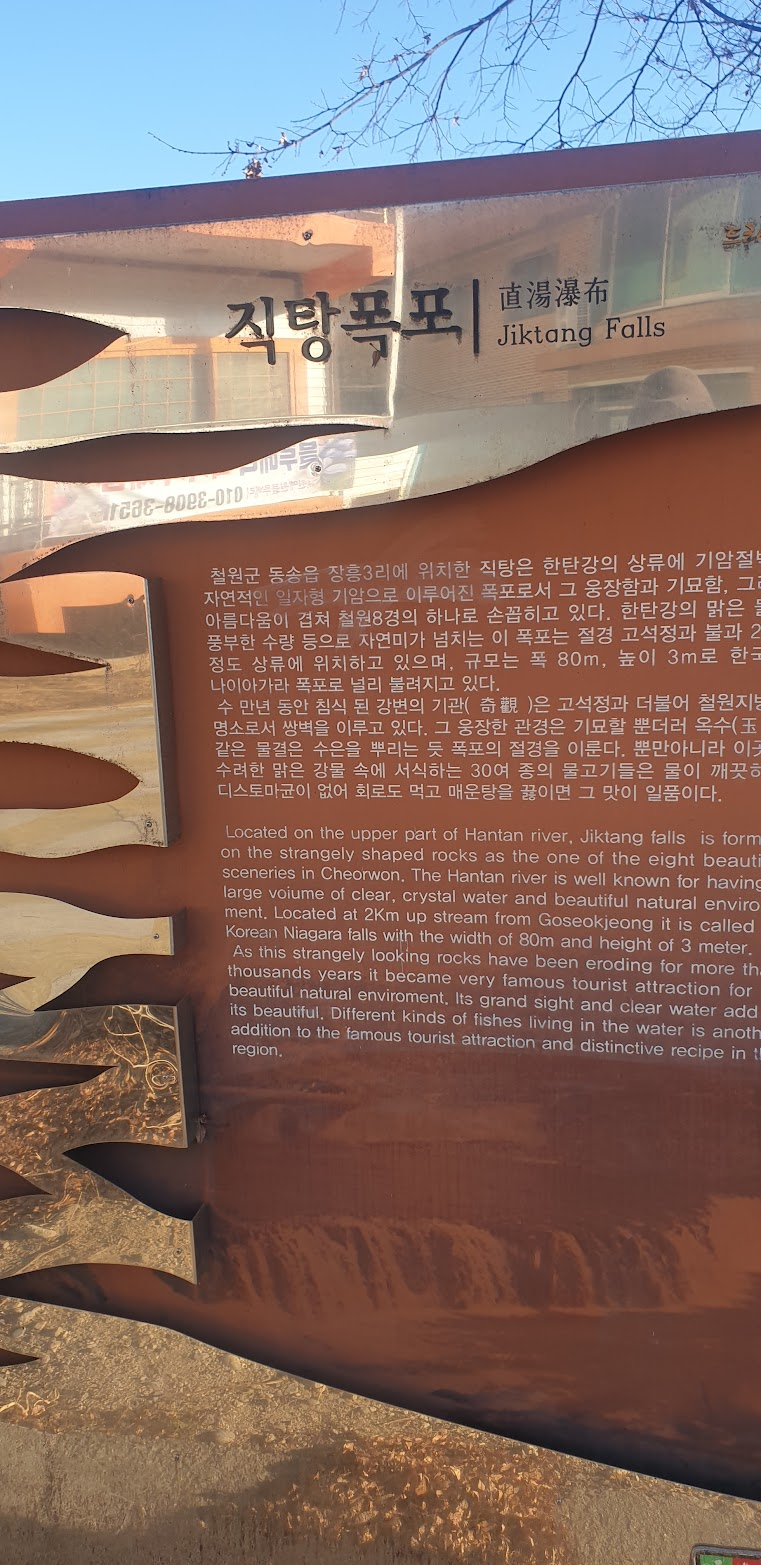 직탕폭포
直湯瀑布
Jiktang Falls
010-3908-3651
철원군 동송읍 장흥3리에 위치한 직탕은 한탄강의 상류에 기암절벽
자연적인 일자형 기암으로 이루어진 폭포로서 그 웅장함과 기묘함,
아름다움이 겹쳐 철원8경의 하나로 손꼽히고 있다. 한탄강의 맑은
풍부한 수량 등으로 자연미가 넘치는 이 폭포는 절경 고석정과 불과 2
정도 상류에 위치하고 있으며, 규모는 폭 80m, 높이 3m로 한국
나이아가라 폭포로 널리 불려지고 있다.
수 만년 동안 침식 된 강변의 기관( 奇觀 )은 고석정과 더불어 철원지방
명소로서 쌍벽을 이루고 있다. 그 웅장한 관경은 기묘할 뿐더러 옥수(玉
같은 물결은 수은을 뿌리는 듯 폭포의 절경을 이룬다. 뿐만아니라 이곳
수려한 맑은 강물 속에 서식하는 30여 종의 물고기들은 물이 깨끗하
디스토마균이 없어 회로도 먹고 매운탕을 끓이면 그 맛이 일품이다.
Located on the upper part of Hantan river, Jiktang falls is form
on the strangely shaped rocks as the one of the eight beauti
sceneries in Cheorwon. The Hantan river is well known for having
large voiume of clear, crystal water and beautiful natural enviro
ment. Located at 2Km up stream from Goseokjeong it is called
Korean Niagara falls with the width of 80m and height of 3 meter.
As this strangely looking rocks have been eroding for more tha
thousands years it became very famous tourist attraction for
beautiful natural enviroment. Its grand sight and clear water add
its beautiful. Different kinds of fishes living in the water is anoth
addition to the famous tourist attraction and distinctive recipe in th
region.